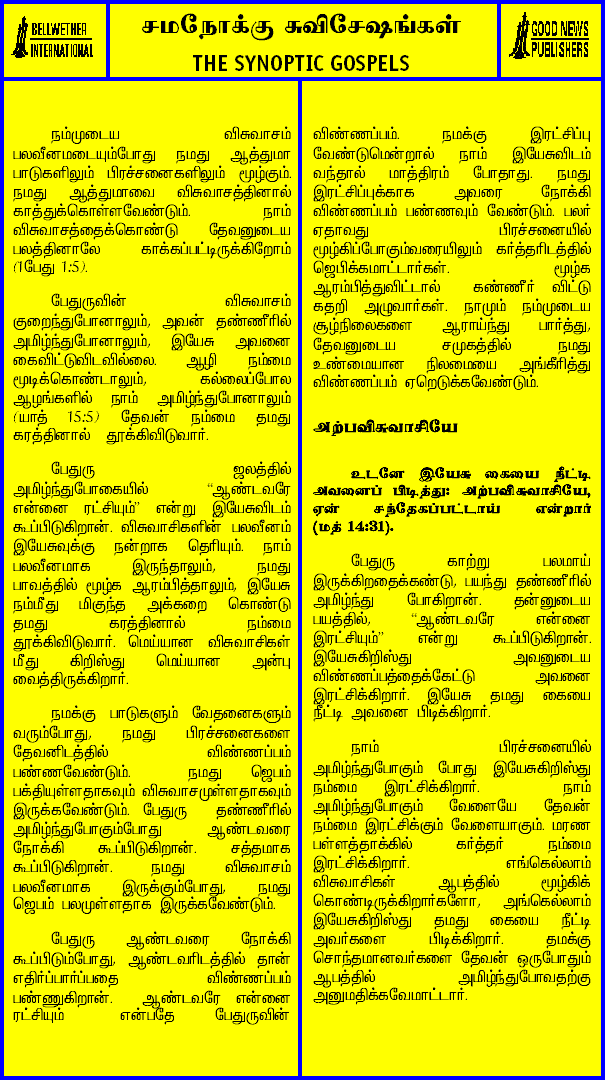 BELLWETHER
INTERNATIONAL
சமநோக்கு சுவிசேஷங்கள்
THE SYNOPTIC GOSPELS
GOOD NEWS
PUBLISHERS
நம்முடைய விசுவாசம்
பலவீனமடையும்போது நமது ஆத்துமா
பாடுகளிலும் பிரச்சனைகளிலும் மூழ்கும்.
நமது ஆத்துமாவை விசுவாசத்தினால்
காத்துக்கொள்ளவேண்டும். நாம்
விசுவாசத்தைக்கொண்டு தேவனுடைய
பலத்தினாலே காக்கப்பட்டிருக்கிறோம்
(1பேது 1:5).
பேதுருவின் விசுவாசம்
குறைந்துபோனாலும், அவன் தண்ணீரில்
அமிழ்ந்துபோனாலும், இயேசு அவனை
கைவிட்டுவிடவில்லை. ஆழி நம்மை
மூடிக்கொண்டாலும், கல்லைப்போல
ஆழங்களில் நாம் அமிழ்ந்துபோனாலும்
(யாத் 15:5) தேவன் நம்மை தமது
கரத்தினால் தூக்கிவிடுவார்.
பேதுரு ஜலத்தில்
அமிழ்ந்துபோகையில் “ஆண்டவரே
என்னை ரட்சியும்” என்று இயேசுவிடம்
கூப்பிடுகிறான். விசுவாசிகளின் பலவீனம்
இயேசுவுக்கு நன்றாக தெரியும். நாம்
பலவீனமாக இருந்தாலும், நமது
பாவத்தில் மூழ்க ஆரம்பித்தாலும், இயேசு
நம்மீது மிகுந்த அக்கறை கொண்டு
தமது கரத்தினால் நம்மை
தூக்கிவிடுவார். மெய்யான விசுவாசிகள்
மீது கிறிஸ்து மெய்யான அன்பு
வைத்திருக்கிறார்.
நமக்கு பாடுகளும் வேதனைகளும்
வரும்போது, நமது பிரச்சனைகளை
தேவனிடத்தில் விண்ணப்பம்
பண்ணவேண்டும். நமது ஜெபம்
பக்தியுள்ளதாகவும் விசுவாசமுள்ளதாகவும்
இருக்கவேண்டும். பேதுரு தண்ணீரில்
அமிழ்ந்துபோகும்போது ஆண்டவரை
நோக்கி கூப்பிடுகிறான். சத்தமாக
கூப்பிடுகிறான். நமது விசுவாசம்
பலவீனமாக இருக்கும்போது, நமது
ஜெபம் பலமுள்ளதாக இருக்கவேண்டும்.
பேதுரு ஆண்டவரை நோக்கி
கூப்பிடும்போது, ஆண்டவரிடத்தில் தான்
எதிர்ப்பார்ப்பதை விண்ணப்பம்
பண்ணுகிறான். ஆண்டவரே என்னை
ரட்சியும் என்பதே பேதுருவின்
விண்ணப்பம். நமக்கு இரட்சிப்பு
வேண்டுமென்றால் நாம் இயேசுவிடம்
வந்தால் மாத்திரம் போதாது. நமது
இரட்சிப்புக்காக அவரை நோக்கி
விண்ணப்பம் பண்ணவும் வேண்டும். பலர்
ஏதாவது பிரச்சனையில்
மூழ்கிப்போகும்வரையிலும் கர்த்தரிடத்தில்
ஜெபிக்கமாட்டார்கள். மூழ்க
ஆரம்பித்துவிட்டால் கண்ணீர் விட்டு
கதறி அழுவார்கள். நாமும் நம்முடைய
சூழ்நிலைகளை ஆராய்ந்து பார்த்து,
தேவனுடைய சமுகத்தில் நமது
உண்மையான நிலமையை அங்கீரித்து
விண்ணப்பம் ஏறெடுக்கவேண்டும்.
அற்பவிசுவாசியே
உடனே இயேசு கையை நீட்டி
அவனைப் பிடித்து: அற்பவிசுவாசியே,
ஏன் சந்தேகப்பட்டாய் என்றார்
(மத் 14:31).
பேதுரு காற்று பலமாய்
இருக்கிறதைக்கண்டு, பயந்து தண்ணீரில்
அமிழ்ந்து போகிறான். தன்னுடைய
பயத்தில், “ஆண்டவரே என்னை
இரட்சியும்” என்று கூப்பிடுகிறான்.
இயேசுகிறிஸ்து அவனுடைய
விண்ணப்பத்தைக்கேட்டு அவனை
இரட்சிக்கிறார். இயேசு தமது கையை
நீட்டி அவனை பிடிக்கிறார்.
நாம் பிரச்சனையில்
அமிழ்ந்துபோகும் போது இயேசுகிறிஸ்து
நம்மை இரட்சிக்கிறார். நாம்
அமிழ்ந்துபோகும் வேளையே தேவன்
நம்மை இரட்சிக்கும் வேளையாகும். மரண
பள்ளத்தாக்கில் கர்த்தர் நம்மை
இரட்சிக்கிறார். எங்கெல்லாம்
விசுவாசிகள் ஆபத்தில் மூழ்கிக்
கொண்டிருக்கிறார்களோ, அங்கெல்லாம்
இயேசுகிறிஸ்து தமது கையை நீட்டி
அவர்களை பிடிக்கிறார். தமக்கு
சொந்தமானவர்களை தேவன் ஒருபோதும்
ஆபத்தில் அமிழ்ந்துபோவதற்கு
அனுமதிக்கவேமாட்டார்.